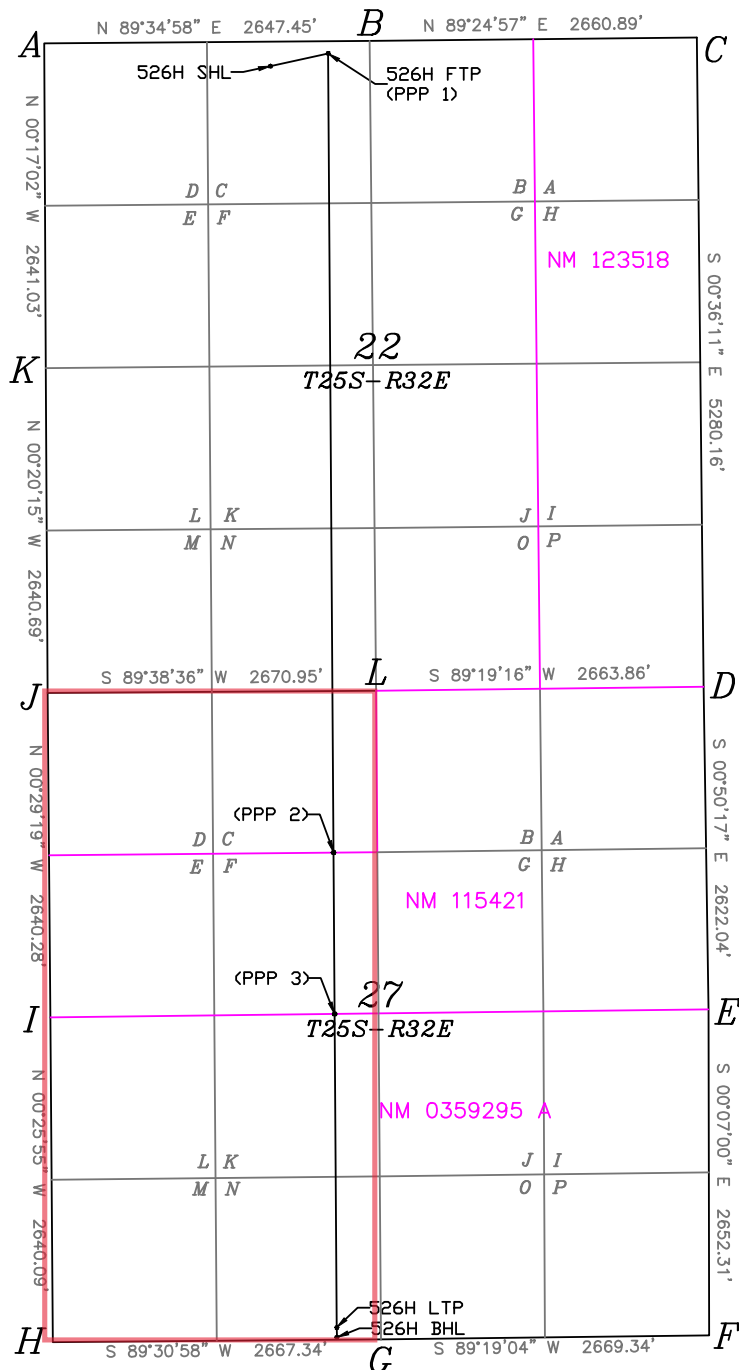 N 89°34'58" E 2647.45'
B
N 89°24'57" E 2660.89'
A
C
526H SHL
526H FTP
(PPP 1)
N 00°17'02" W 2641.03'
D C
B A
E F
G H
S 00°36'11" E 5280.16'
NM 123518
22
K
T25S-R32E
N 00°20'15" W 2640.69'
L K
J I
M N
O P
S 89°38'36" W 2670.95'
L
S 89°19'16" W 2663.86'
J
D
N 00°29'19" W 2640.28'
S 00°50'17" E 2622.04'
(PPP 2)
D C
B A
E F
G H
NM 115421
(PPP 3)
27
I
E
T25S-R32E
N 00°25'55" W 2640.09'
S 00°07'00" E 2652.31'
NM 0359295 A
L K
J I
M N
O P
526H LTP
526H BHL
H
F
S 89°30'58" W 2667.34'
G
S 89°19'04" W 2669.34'